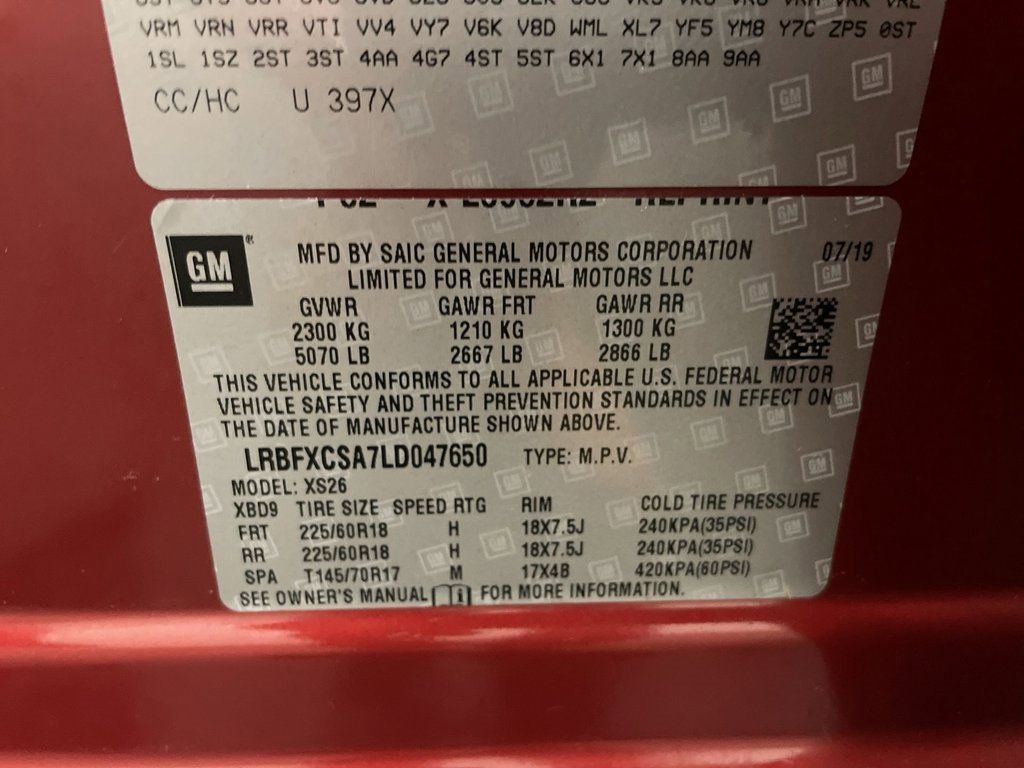 VRM VRN VRR VTI VV4 VY7 V6K V8D WML XL7 YF5 YM8 Y7C ZP5 0ST
1SL 1SZ 2ST 3ST 4AA 4G7 4ST 5ST 6X1 7X1 8AA 9AA
CC/HC U 397X
GM
MFD BY SAIC GENERAL MOTORS CORPORATION 07/19
LIMITED FOR GENERAL MOTORS LLC
GVWR GAWR FRT GAWR RR
2300 KG 1210 KG 1300 KG
5070 LB 2667 LB 2866 LB
THIS VEHICLE CONFORMS TO ALL APPLICABLE U.S. FEDERAL MOTOR
VEHICLE SAFETY AND THEFT PREVENTION STANDARDS IN EFFECT ON
THE DATE OF MANUFACTURE SHOWN ABOVE.
LRBFXCSA7LD047650 TYPE: M.P.V.
MODEL: XS26
XBD9 TIRE SIZE SPEED RTG RIM COLD TIRE PRESSURE
FRT 225/60R18 H 18X7.5J 240KPA(35PSI)
RR 225/60R18 H 18X7.5J 240KPA(35PSI)
SPA T145/70R17 M 17X4B 420KPA(60PSI)
SEE OWNER'S MANUAL FOR MORE INFORMATION.